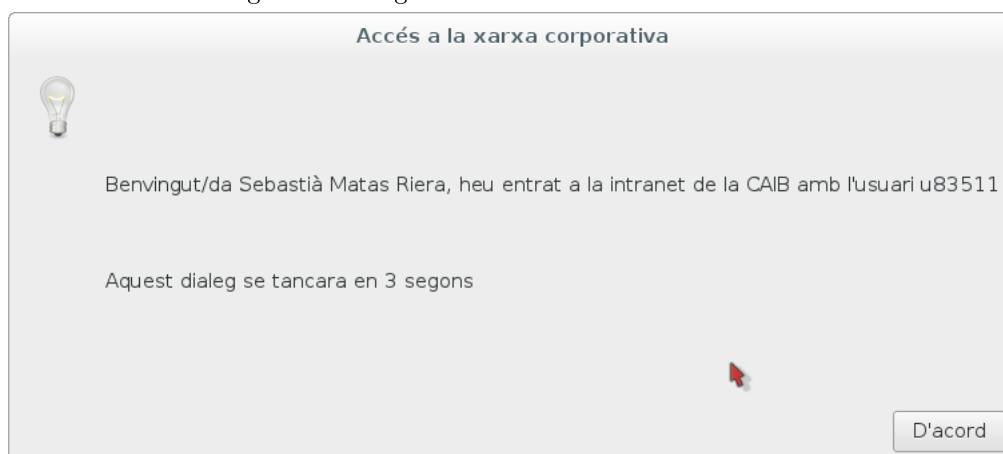 Accés a la xarxa corporativa
Benvingut/da Sebastià Matas Riera, heu entrat a la intranet de la CAIB amb l'usuari u83511
Aquest dialeg se tancara en 3 segons
D'acord